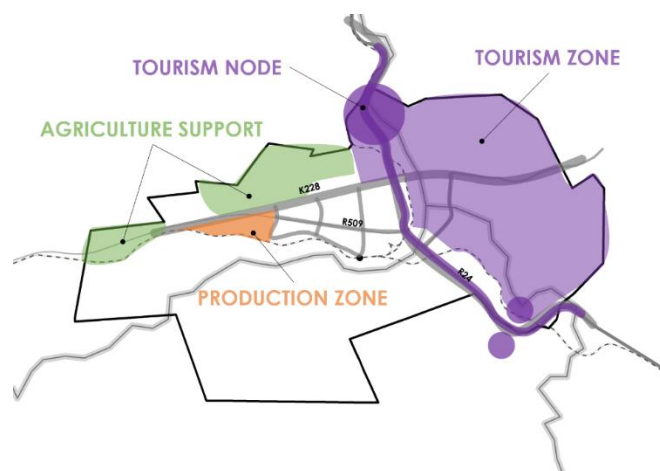 TOURISM NODE
TOURISM ZONE
AGRICULTURE SUPPORT
K228
R509
R24
PRODUCTION ZONE